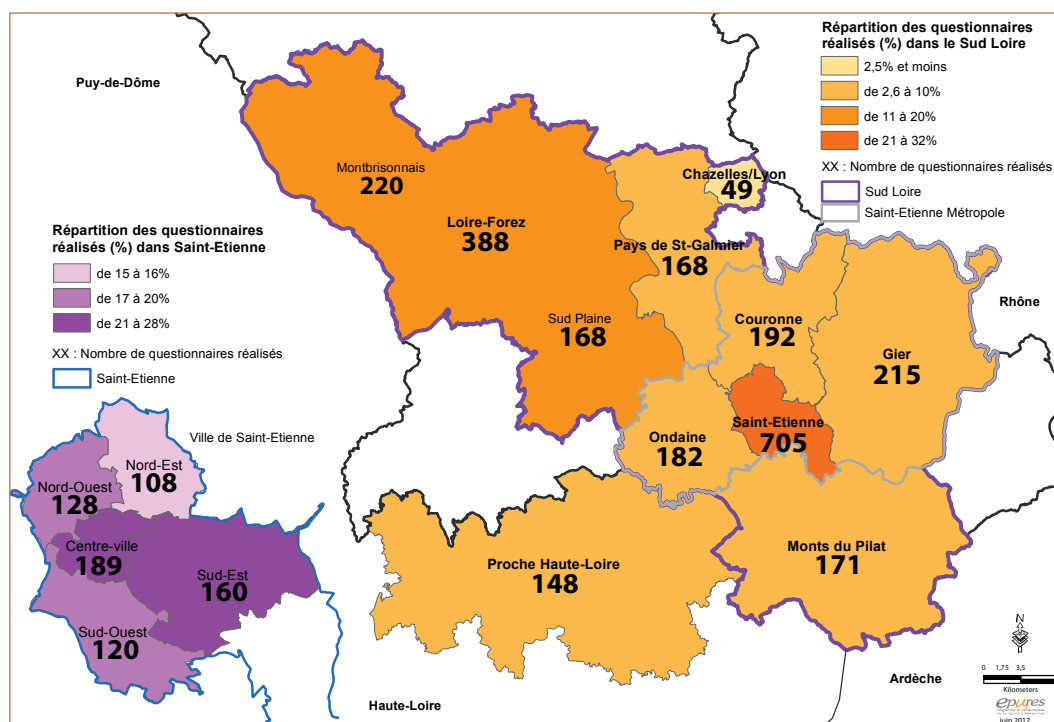 Puy-de-Dôme
Répartition des questionnaires
réalisés (%) dans le Sud Loire
2,5% et moins
de 2,6 à 10%
de 11 à 20%
de 21 à 32%
XX : Nombre de questionnaires réalisés
Sud Loire
Saint-Etienne Métropole
Montbrisonnais
220
Loire-Forez
388
Chazelles/Lyon
49
Pays de St-Galmier
168
Répartition des questionnaires
réalisés (%) dans Saint-Etienne
de 15 à 16%
de 17 à 20%
de 21 à 28%
XX : Nombre de questionnaires réalisés
Saint-Etienne
Sud Plaine
168
Couronne
192
Rhône
Gier
215
Ville de Saint-Etienne
Saint-Etienne
705
Ondaine
182
Nord-Est
108
Nord-Ouest
128
Centre-ville
189
Sud-Est
160
Sud-Ouest
120
Proche Haute-Loire
148
Monts du Pilat
171
Haute-Loire
Ardèche
N
0 1,75 3,5
Kilometers
epures
juin 2012